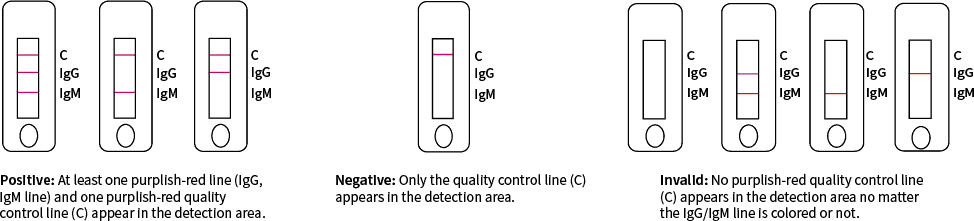 C
IgG
IgM
C
IgG
IgM
C
IgG
IgM
C
IgG
IgM
C
IgG
IgM
C
IgG
IgM
C
IgG
IgM
C
IgG
IgM
Positive: At least one purplish-red line (IgG,
IgM line) and one purplish-red quality
control line (C) appear in the detection area.
Negative: Only the quality control line (C)
appears in the detection area.
Invalid: No purplish-red quality control line
(C) appears in the detection area no matter
the IgG/IgM line is colored or not.